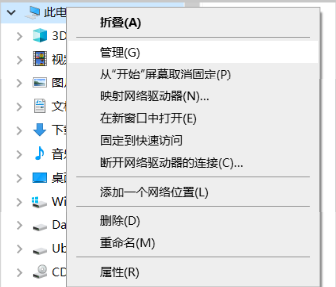 此电
折叠(A)
3D
管理(G)
视频
从"开始"屏幕取消固定(P)
图
映射网络驱动器(N)...
文
在新窗口中打开(E)
下
固定到快速访问
音
断开网络驱动器的连接(C)...
桌
添加一个网络位置(L)
Wi
Da
删除(D)
Ub
重命名(M)
CD
属性(R)